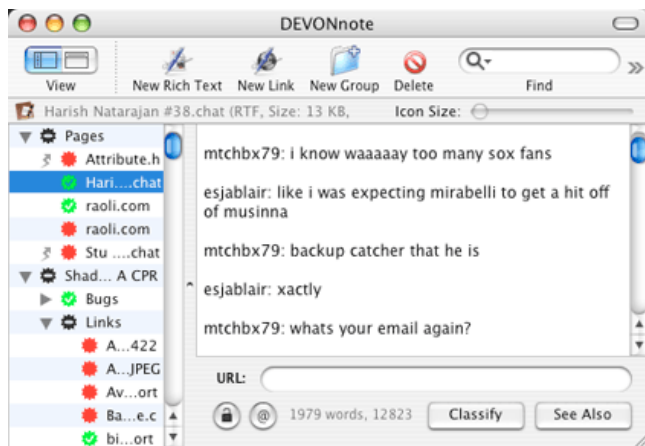 DEVONnote
View New Rich Text New Link New Group Delete Find
Harish Natarajan #38.chat (RTF, Size: 13 KB, Icon Size:
Pages
Attribute.h
Hari....chat
raoli.com
raoli.com
Stu ....chat
Shad... A CPR
Bugs
Links
A...422
A...JPEG
Av...ort
Ba...e.c
bi...ort
mtchbx79: i know waaaaay too many sox fans
esjablair: like i was expecting mirabelli to get a hit off
of musinna
mtchbx79: backup catcher that he is
esjablair: xactly
mtchbx79: whats your email again?
URL:
@ 1979 words, 12823 Classify See Also